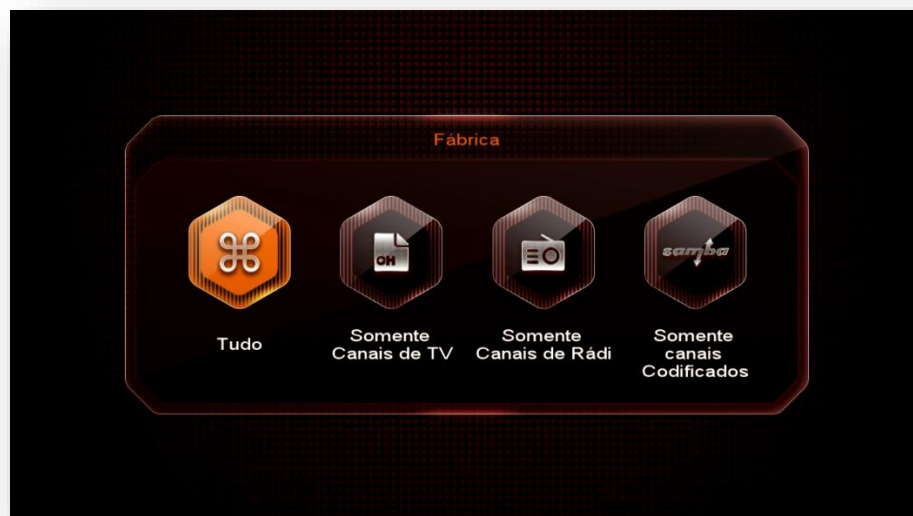 Fábrica
CH
samba
Tudo
Somente
Canais de TV
Somente
Canais de Rádi
Somente
canais
Codificados